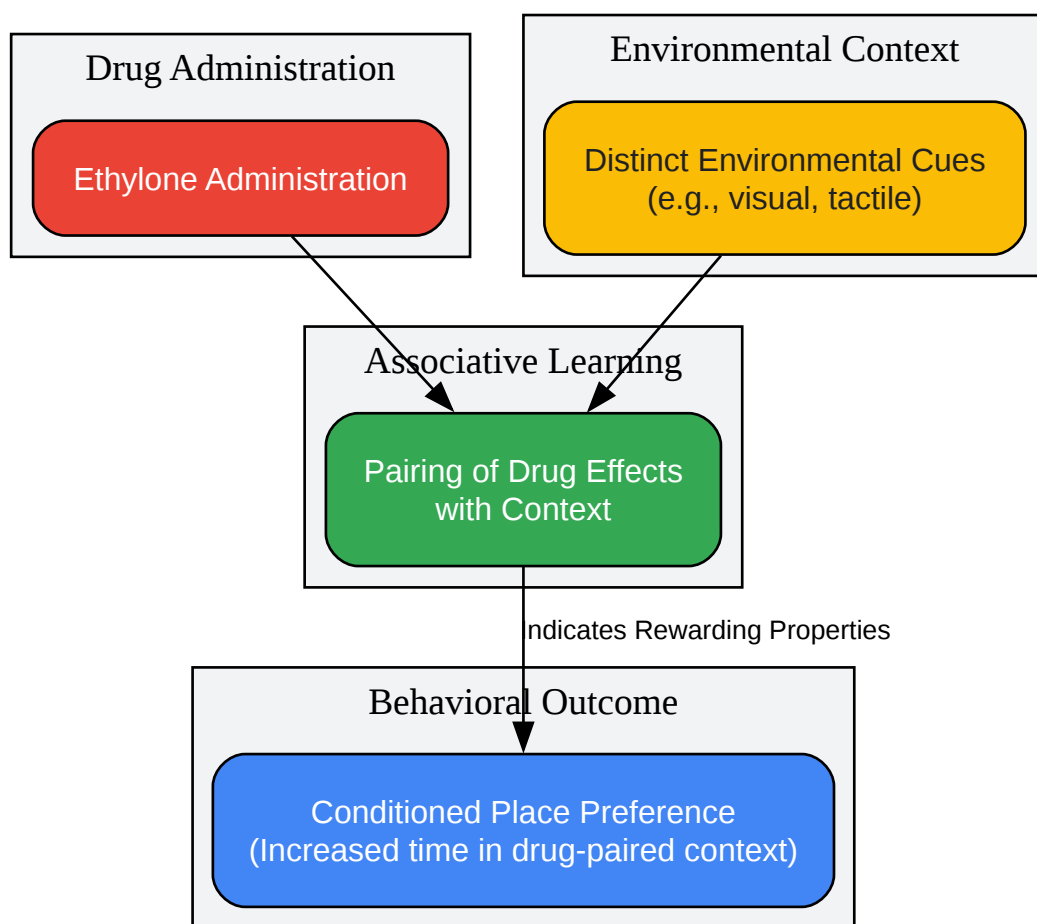 Drug Administration
Ethylone Administration
Environmental Context
Distinct Environmental Cues
(e.g., visual, tactile)
Associative Learning
Pairing of Drug Effects
with Context
Indicates Rewarding Properties
Behavioral Outcome
Conditioned Place Preference
(Increased time in drug-paired context)